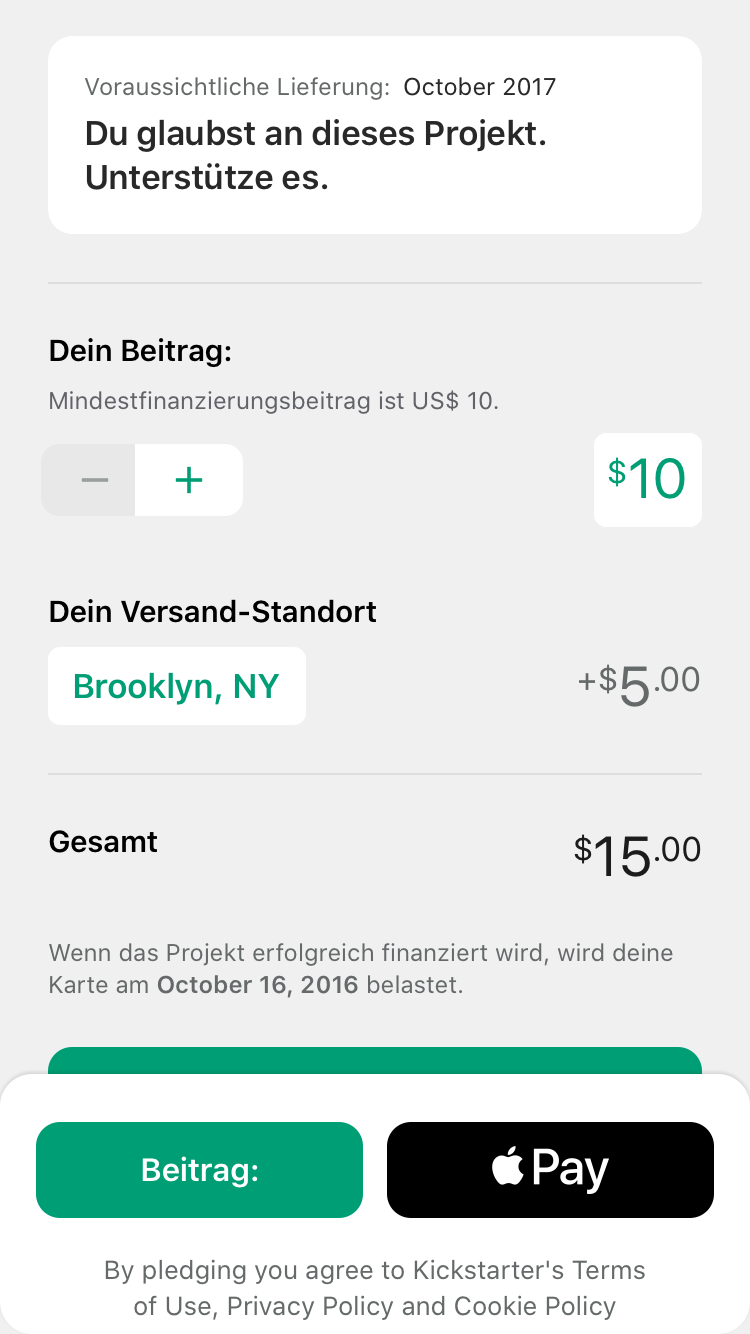 Voraussichtliche Lieferung: October 2017
Du glaubst an dieses Projekt.
Unterstütze es.
Dein Beitrag:
Mindestfinanzierungsbeitrag ist US$ 10.
− + $10
Dein Versand-Standort
Brooklyn, NY +$5.00
Gesamt $15.00
Wenn das Projekt erfolgreich finanziert wird, wird deine
Karte am October 16, 2016 belastet.
Beitrag: Pay
By pledging you agree to Kickstarter's Terms
of Use, Privacy Policy and Cookie Policy